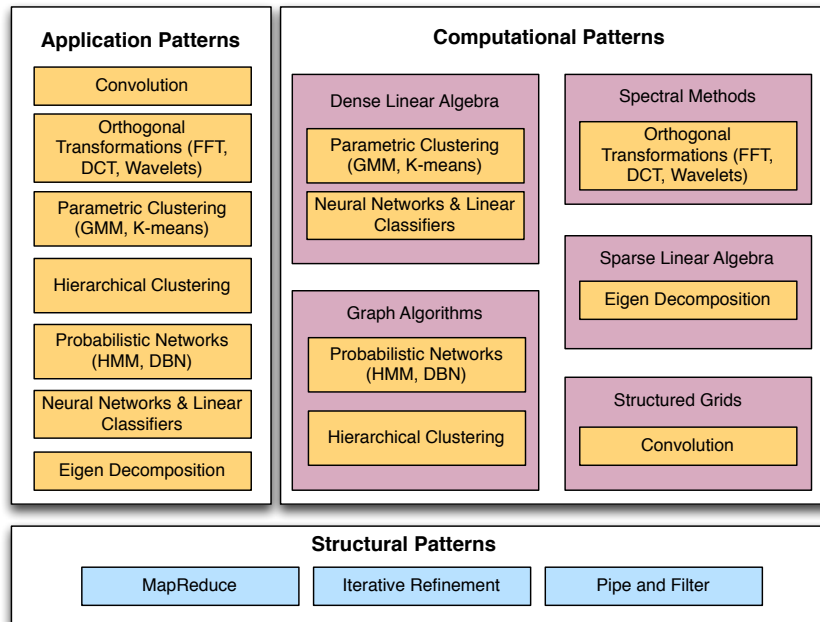 Application Patterns
Convolution
Orthogonal
Transformations (FFT,
DCT, Wavelets)
Parametric Clustering
(GMM, K-means)
Hierarchical Clustering
Probabilistic Networks
(HMM, DBN)
Neural Networks & Linear
Classifiers
Eigen Decomposition
Computational Patterns
Dense Linear Algebra
Parametric Clustering
(GMM, K-means)
Neural Networks & Linear
Classifiers
Graph Algorithms
Probabilistic Networks
(HMM, DBN)
Hierarchical Clustering
Spectral Methods
Orthogonal
Transformations (FFT,
DCT, Wavelets)
Sparse Linear Algebra
Eigen Decomposition
Structured Grids
Convolution
Structural Patterns
MapReduce
Iterative Refinement
Pipe and Filter